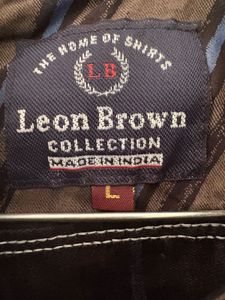 THE HOME OF SHIRTS
LB
Leon Brown
COLLECTION
MADE IN INDIA
L